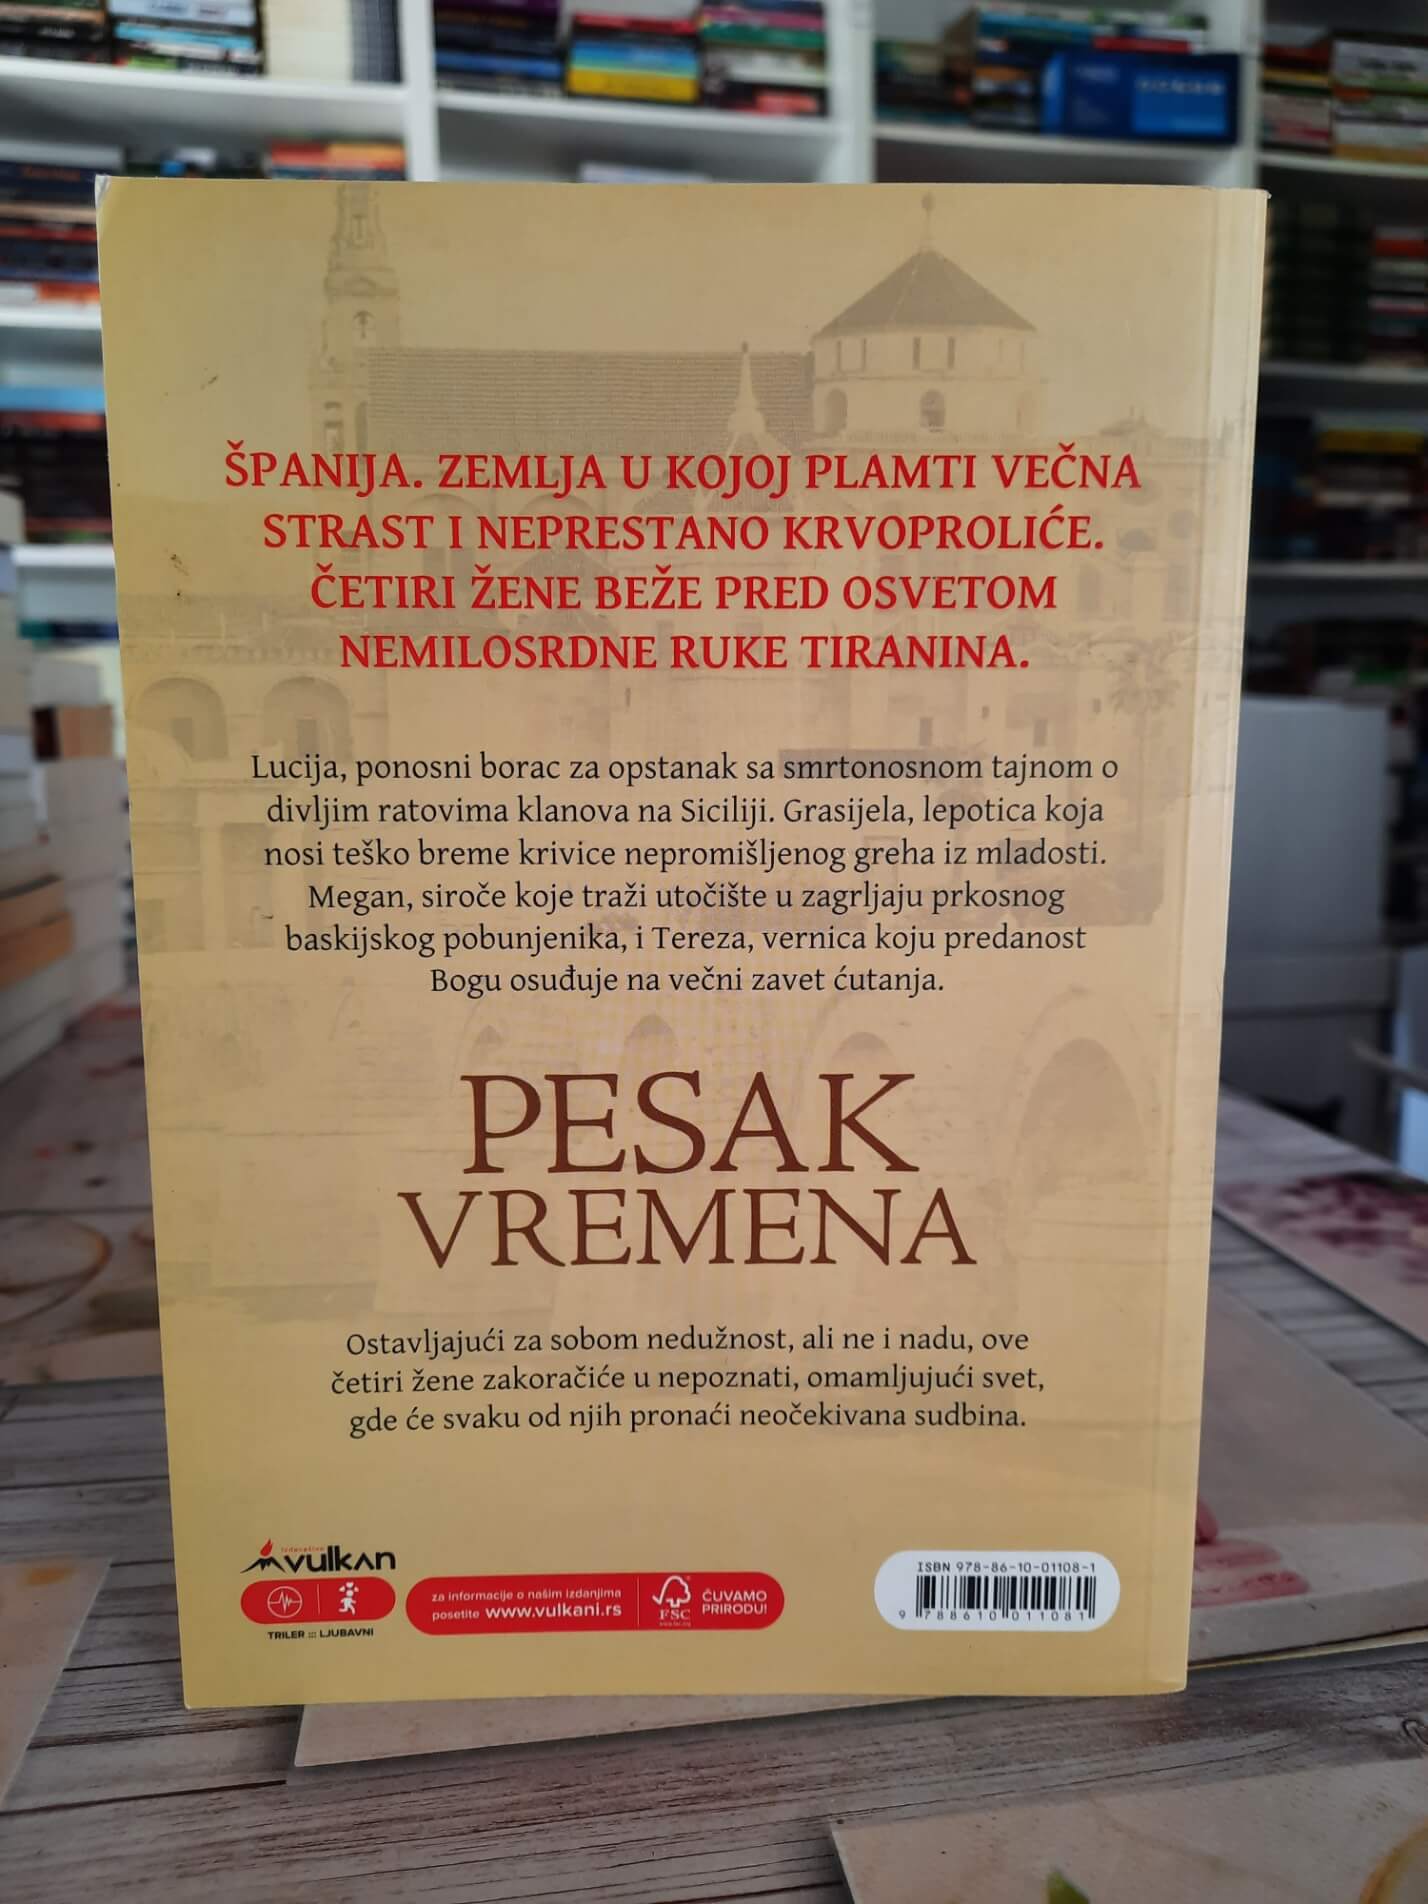 ŠPANIJA. ZEMLJA U KOJOJ PLAMTI VEČNA
STRAST I NEPRESTANO KRVOPROLIĆE.
ČETIRI ŽENE BEŽE PRED OSVETOM
NEMILOSRDNE RUKE TIRANINA.
Lucija, ponosni borac za opstanak sa smrtonosnom tajnom o
divljim ratovima klanova na Siciliji. Grasijela, lepotica koja
nosi teško breme krivice nepromišljenog greha iz mladosti.
Megan, siroče koje traži utočište u zagrljaju prkosnog
baskijskog pobunjenika, i Tereza, vernica koju predanost
Bogu osuđuje na večni zavet ćutanja.
PESAK
VREMENA
Ostavljajući za sobom nedužnost, ali ne i nadu, ove
četiri žene zakoračiće u nepoznati, omamljujući svet,
gde će svaku od njih pronaći neočekivana sudbina.
vulkan
TRILER ::: LJUBAVNI
za informacije o našim izdanjima
posetite www.vulkani.rs
FSC
ČUVAMO
PRIRODU!
ISBN 978-86-10-01108-1
9 788610 011081